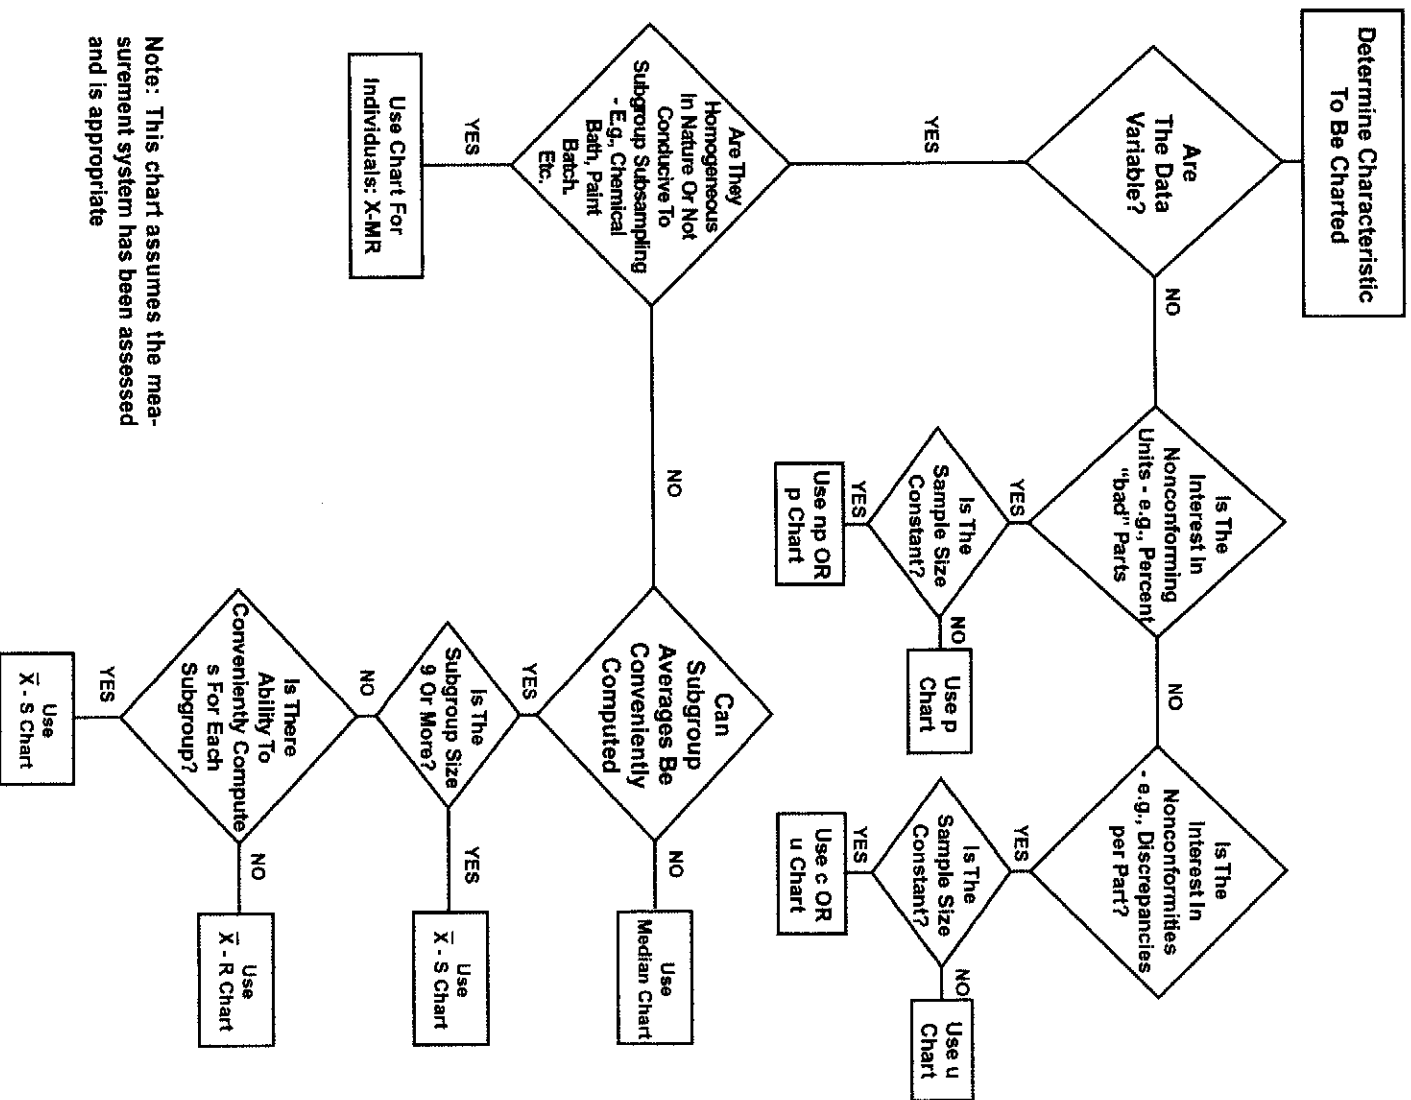 Determine Characteristic
To Be Charted
Are
The Data
Variable?
NO
YES
Is The
Interest In
Nonconforming
Units - e.g., Percent
"bad" Parts
NO
YES
Is The
Sample Size
Constant?
NO
YES
Use p
Chart
Use np OR
p Chart
Is The
Interest In
Nonconformities
- e.g., Discrepancies
per Part?
YES
Is The
Sample Size
Constant?
NO
YES
Use u
Chart
Use c OR
u Chart
Are They
Homogeneous
In Nature Or Not
Conducive To
Subgroup Subsampling
- E.g., Chemical
Bath, Paint
Batch.
Etc.
NO
YES
Use Chart For
Individuals: X-MR
Can
Subgroup
Averages Be
Conveniently
Computed
NO
YES
Use
Median Chart
Is The
Subgroup Size
9 Or More?
YES
NO
Use
X̅ - S Chart
Is There
Ability To
Conveniently Compute
s For Each
Subgroup?
NO
YES
Use
X̅ - R Chart
Use
X̅ - S Chart
Note: This chart assumes the mea-
surement system has been assessed
and is appropriate